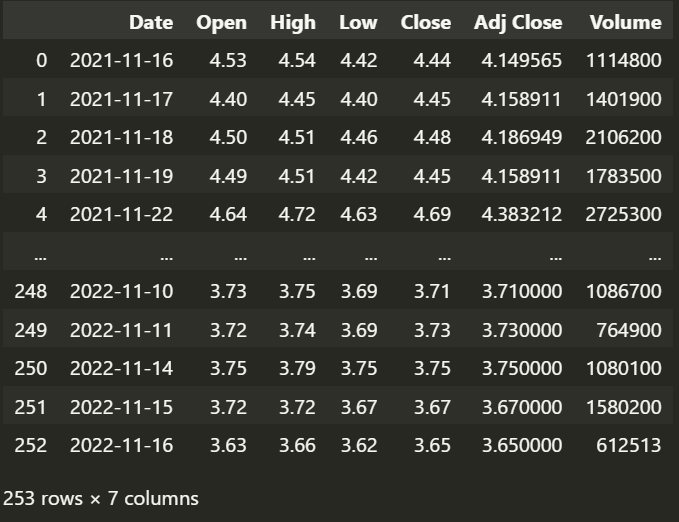 Date Open High Low Close Adj Close Volume
0 2021-11-16 4.53 4.54 4.42 4.44 4.149565 1114800
1 2021-11-17 4.40 4.45 4.40 4.45 4.158911 1401900
2 2021-11-18 4.50 4.51 4.46 4.48 4.186949 2106200
3 2021-11-19 4.49 4.51 4.42 4.45 4.158911 1783500
4 2021-11-22 4.64 4.72 4.63 4.69 4.383212 2725300
... ... ... ... ... ... ... ...
248 2022-11-10 3.73 3.75 3.69 3.71 3.710000 1086700
249 2022-11-11 3.72 3.74 3.69 3.73 3.730000 764900
250 2022-11-14 3.75 3.79 3.75 3.75 3.750000 1080100
251 2022-11-15 3.72 3.72 3.67 3.67 3.670000 1580200
252 2022-11-16 3.63 3.66 3.62 3.65 3.650000 612513
253 rows × 7 columns